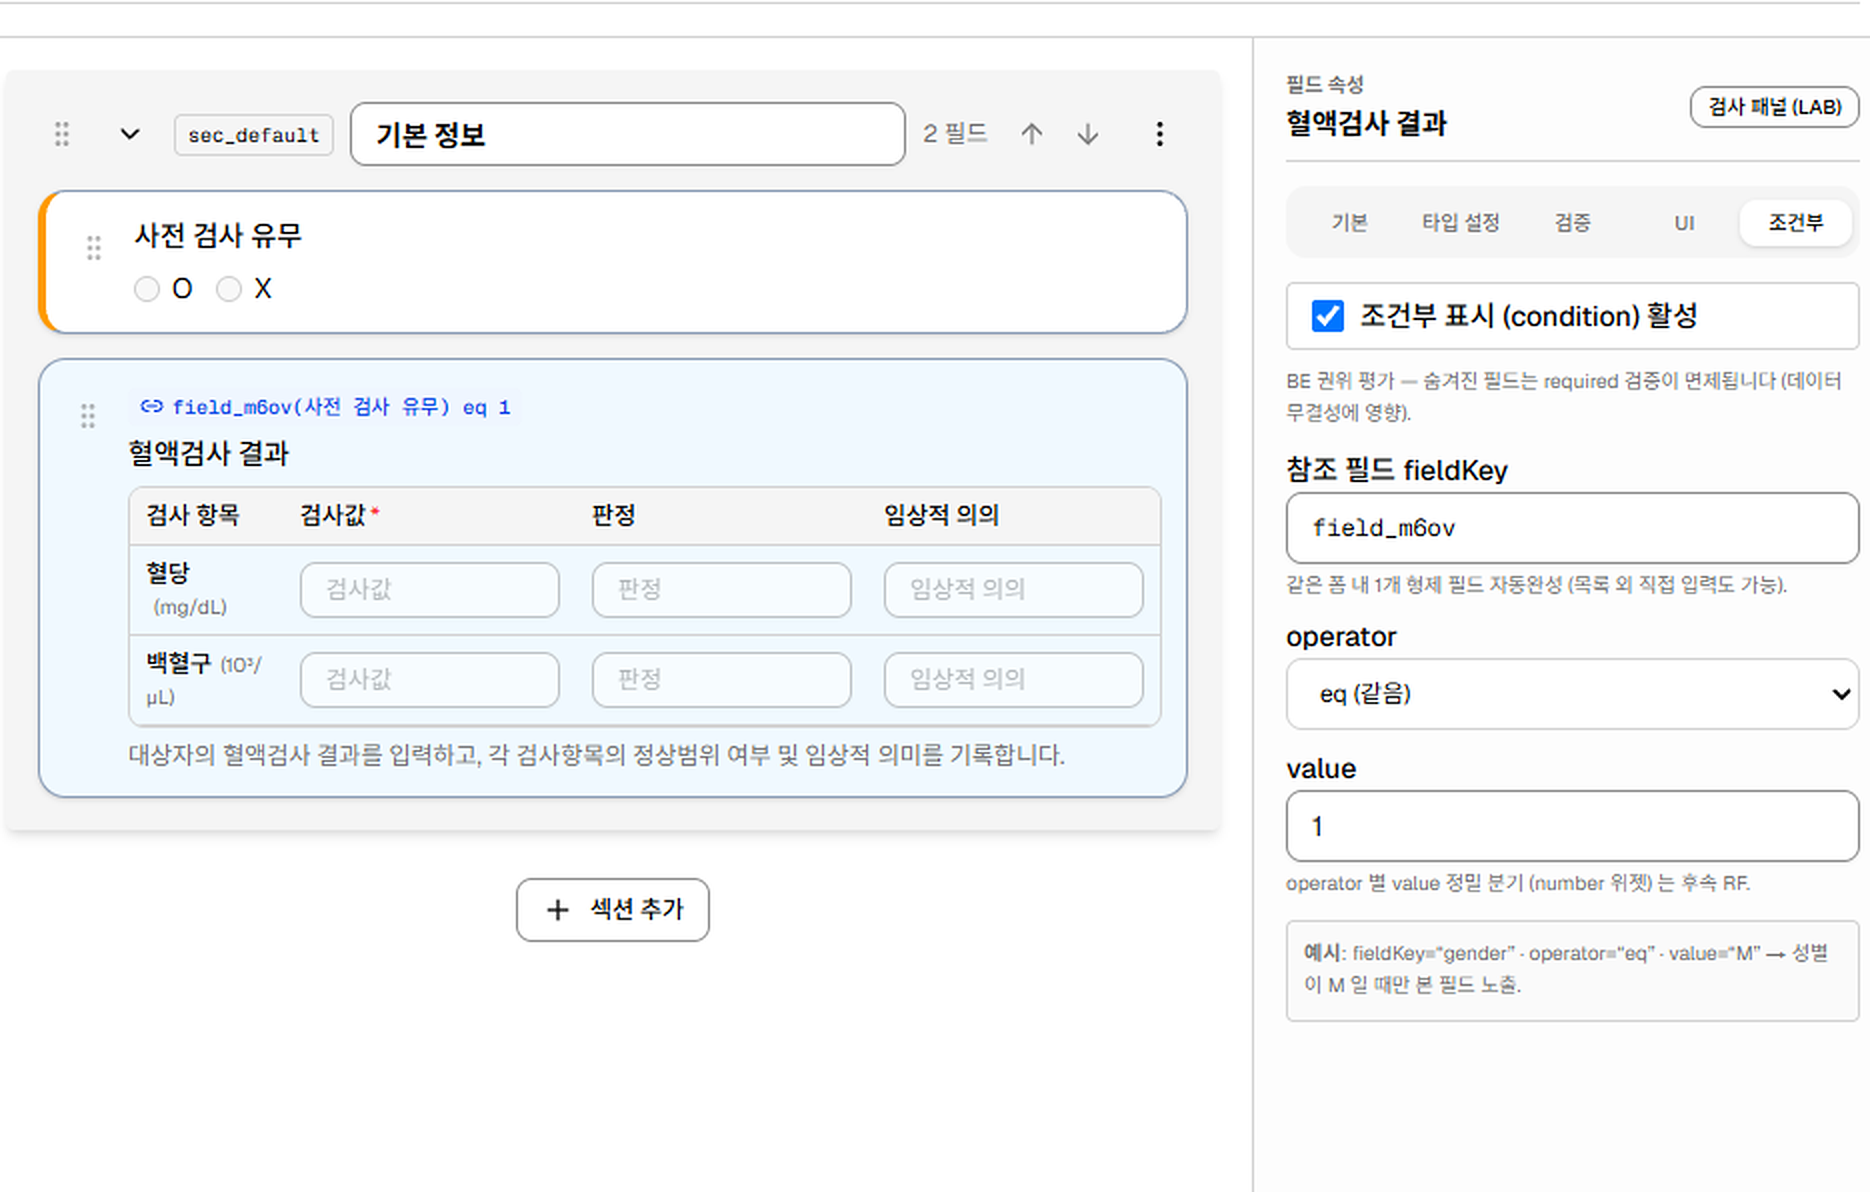 sec_default
기본 정보
2 필드
사전 검사 유무
O X
field_m6ov(사전 검사 유무) eq 1
혈액검사 결과
검사 항목 검사값 * 판정 임상적 의의
혈당 (mg/dL) 검사값 판정 임상적 의의
백혈구 (10³/
μL) 검사값 판정 임상적 의의
대상자의 혈액검사 결과를 입력하고, 각 검사항목의 정상범위 여부 및 임상적 의미를 기록합니다.
+ 섹션 추가
필드 속성
혈액검사 결과
검사 패널 (LAB)
기본 타입 설정 검증 UI 조건부
조건부 표시 (condition) 활성
BE 권위 평가 — 숨겨진 필드는 required 검증이 면제됩니다 (데이터
무결성에 영향).
참조 필드 fieldKey
field_m6ov
같은 폼 내 1개 형제 필드 자동완성 (목록 외 직접 입력도 가능).
operator
eq (같음)
value
1
operator 별 value 정밀 분기 (number 위젯) 는 후속 RF.
예시: fieldKey=“gender” · operator=“eq” · value=“M” → 성별
이 M 일 때만 본 필드 노출.